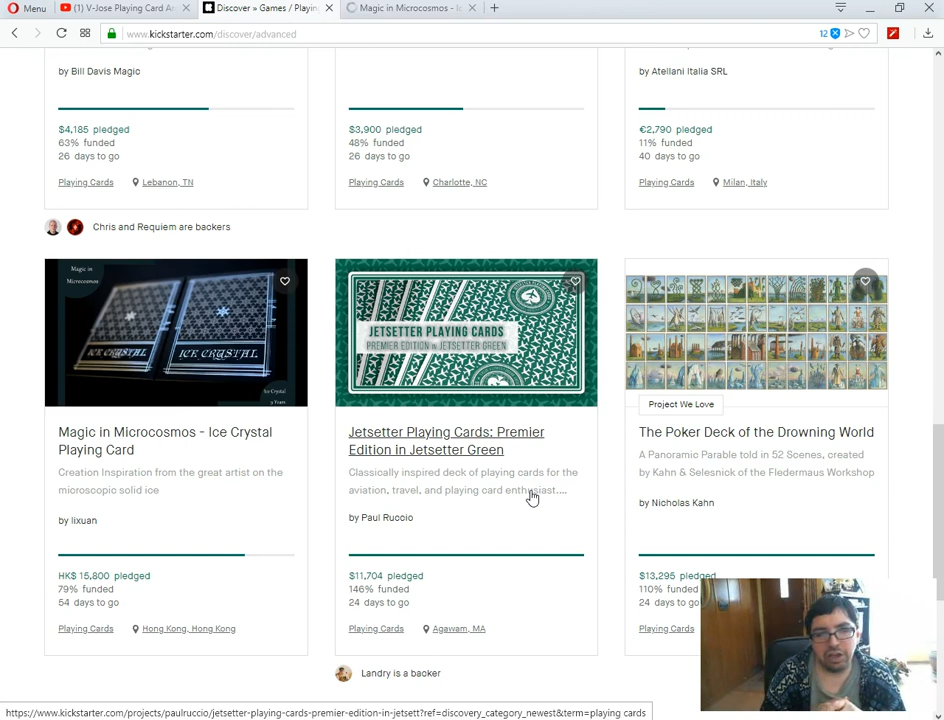 Menu
(1) V-Jose Playing Card A
Discover » Games / Playin
Magic in Microcosmos - Ic
www.kickstarter.com/discover/advanced
12
by Bill Davis Magic
$4,185 pledged
63% funded
26 days to go
Playing Cards
Lebanon, TN
$3,900 pledged
48% funded
26 days to go
Playing Cards
Charlotte, NC
by Atellani Italia SRL
€2,790 pledged
11% funded
40 days to go
Playing Cards
Milan, Italy
Chris and Requiem are backers
Magic in
Microcosmos
ICE CRYSTAL
ICE CRYSTAL
Ice Crystal
Magic in Microcosmos - Ice Crystal
Playing Card
Creation Inspiration from the great artist on the
microscopic solid ice
by lixuan
HK$ 15,800 pledged
79% funded
54 days to go
Playing Cards
Hong Kong, Hong Kong
JETSETTER PLAYING CARDS
PREMIER EDITION IN JETSETTER GREEN
Jetsetter Playing Cards: Premier
Edition in Jetsetter Green
Classically inspired deck of playing cards for the
aviation, travel, and playing card enthusiast....
by Paul Ruccio
$11,704 pledged
146% funded
24 days to go
Playing Cards
Agawam, MA
Landry is a backer
Project We Love
The Poker Deck of the Drowning World
A Panoramic Parable told in 52 Scenes, created
by Kahn & Selesnick of the Fledermaus Workshop
by Nicholas Kahn
$13,295 pledged
110% funded
24 days to go
Playing Cards
https://www.kickstarter.com/projects/paulruccio/jetsetter-playing-cards-premier-edition-in-jetsett?ref=discovery_category_newest&term=playing cards